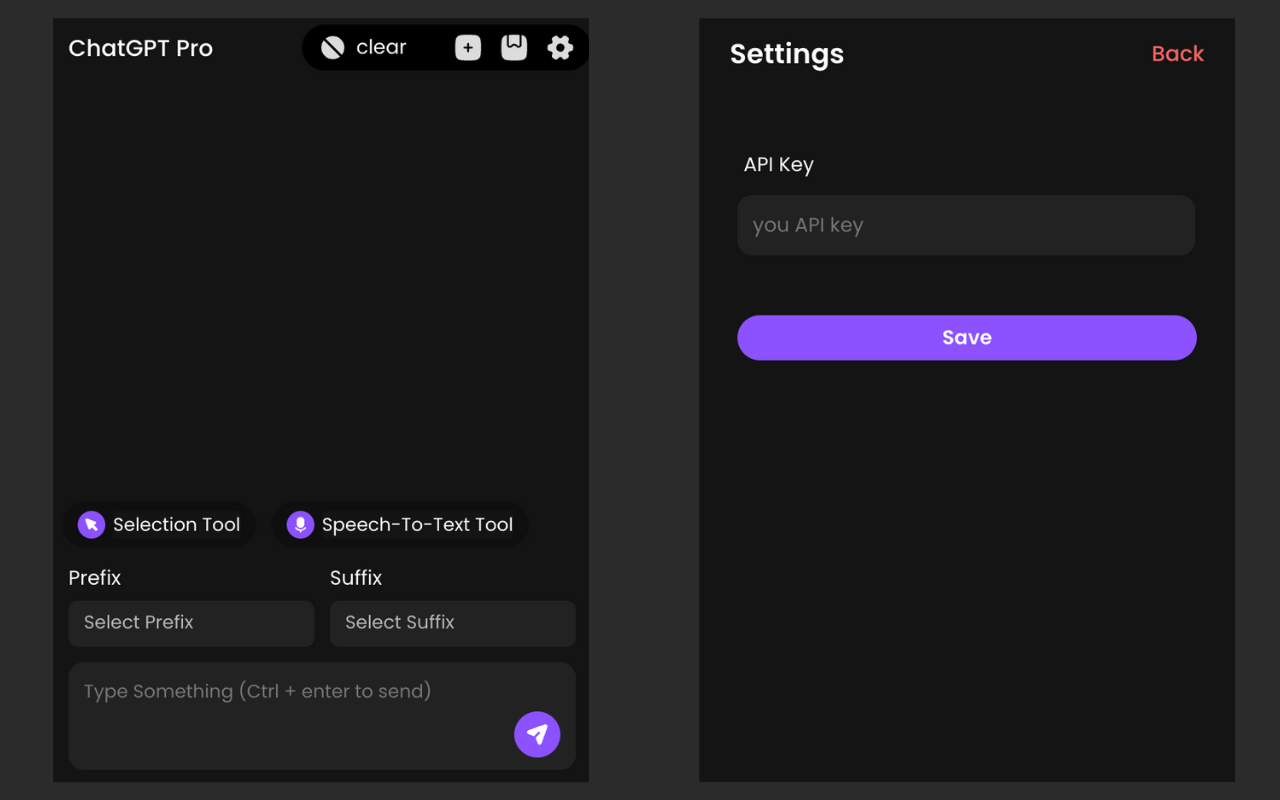 ChatGPT Pro
clear
Selection Tool
Speech-To-Text Tool
Prefix
Suffix
Select Prefix
Select Suffix
Type Something (Ctrl + enter to send)
Settings
Back
API Key
you API key
Save